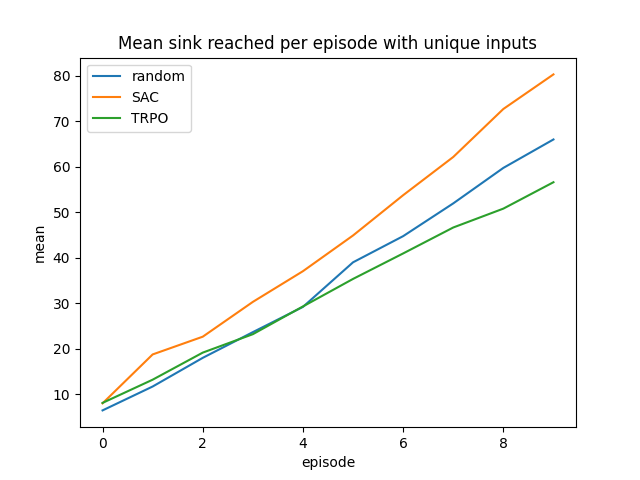 Mean sink reached per episode with unique inputs
random
SAC
TRPO
mean
80
70
60
50
40
30
20
10
0 2 4 6 8
episode